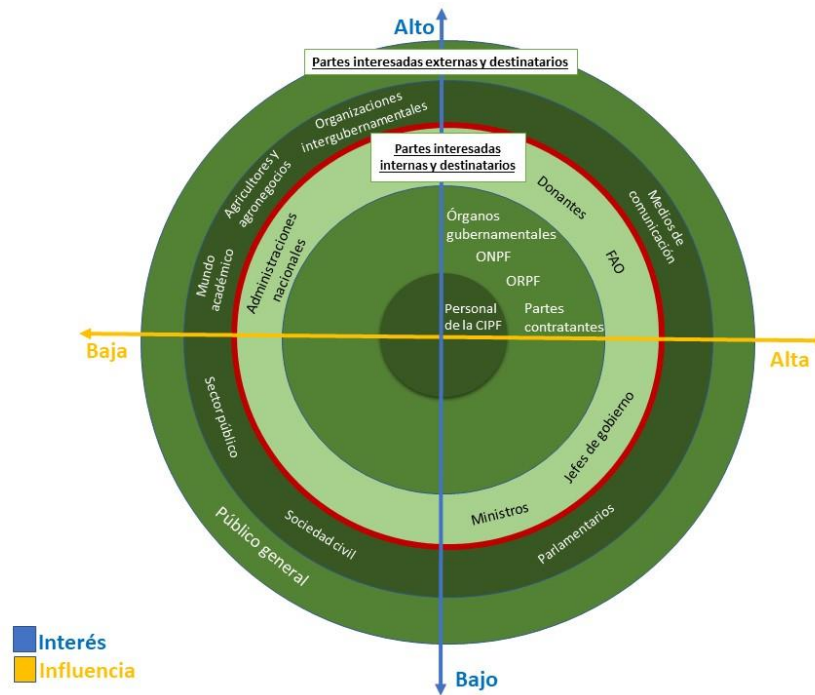 Alto
Partes interesadas externas y destinatarios
Organizaciones
intergubernamentales
Partes interesadas
internas y destinatarios
Agricultores y
agronegocios
Mundo
académico
Administraciones
nacionales
Donantes
FAO
Medios de
comunicación
Órganos
gubernamentales
ONPF
ORPF
Personal
de la CIPF
Partes
contratantes
Baja
Alta
Sector público
Público general
Sociedad civil
Ministros
Jefes de gobierno
Parlamentarios
Interés
Influencia
Bajo